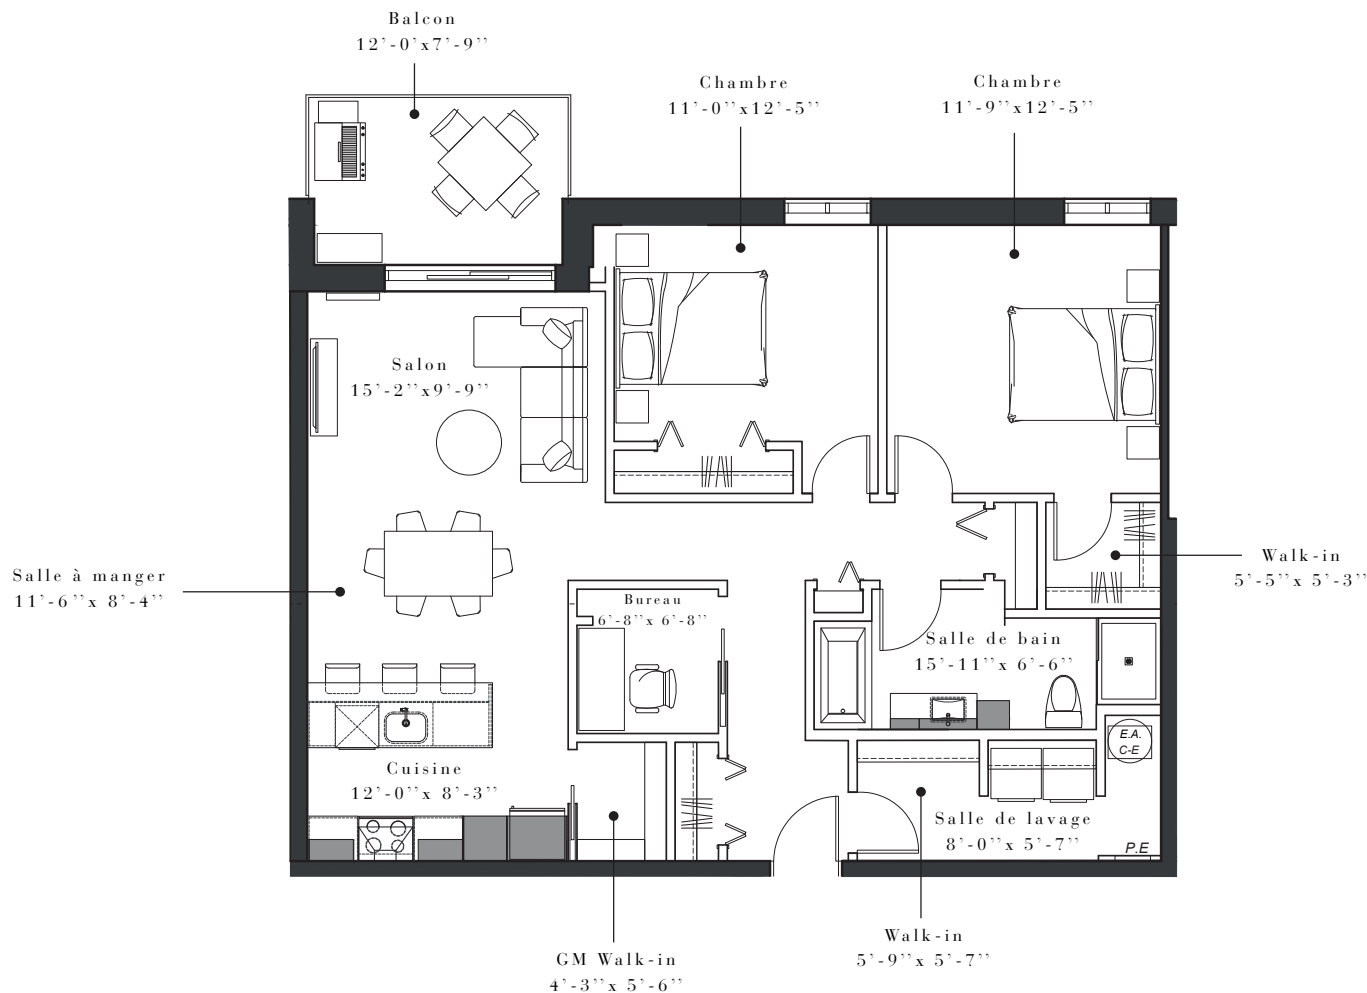 Balcon
12'-0'x7'-9''
Chambre
11'-0''x12'-5''
Chambre
11'-9''x12'-5''
Salon
15'-2''x9'-9''
Salle à manger
11'-6''x 8'-4''
Bureau
6'-8''x 6'-8''
Walk-in
5'-5''x 5'-3''
Salle de bain
15'-11''x 6'-6''
E.A.
C-E
Cuisine
12'-0''x 8'-3''
Salle de lavage
8'-0''x 5'-7''
P.E
Walk-in
5'-9''x 5'-7''
GM Walk-in
4'-3''x 5'-6''